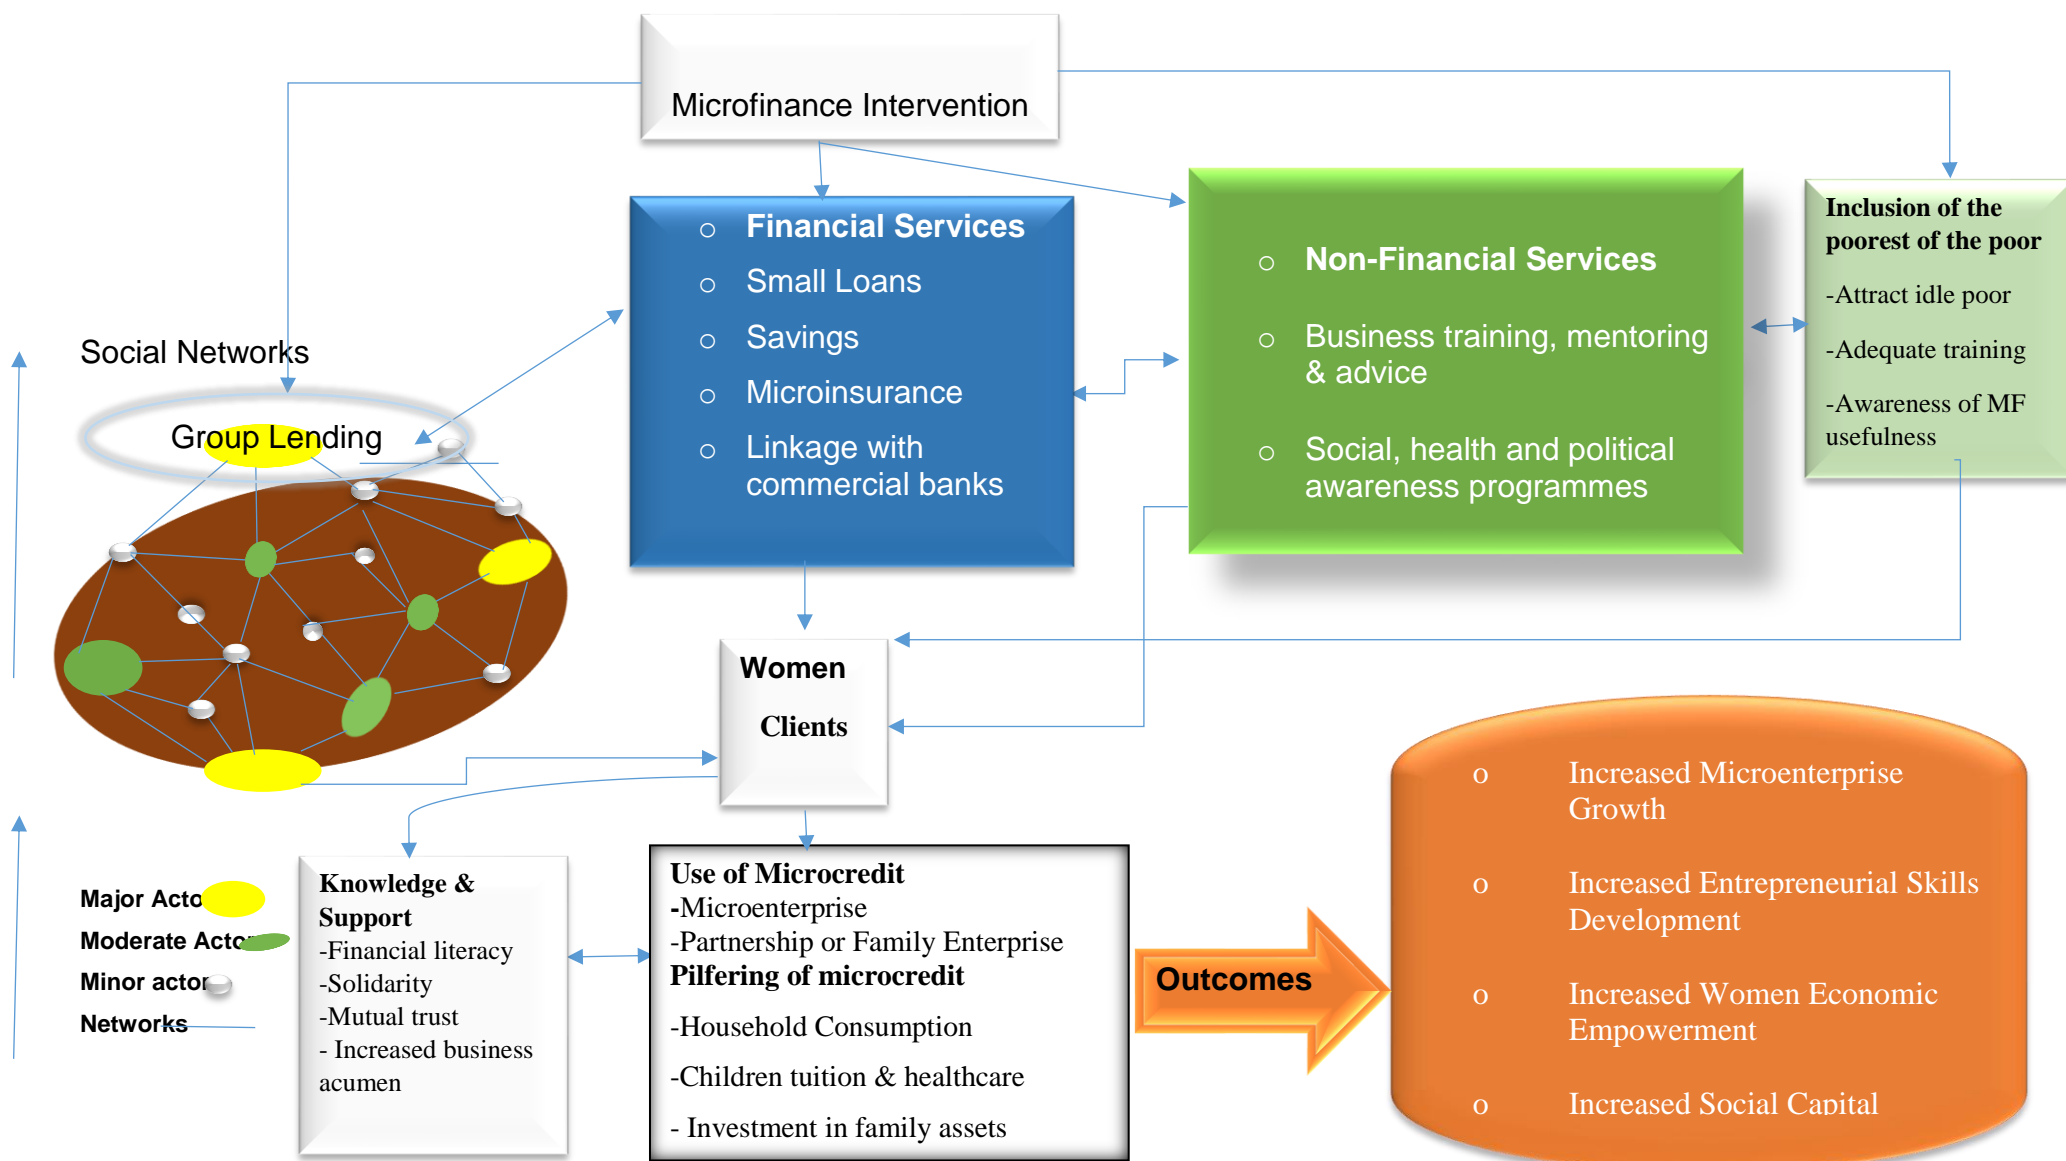 Microfinance Intervention
o Financial Services
o Small Loans
o Savings
o Microinsurance
o Linkage with
commercial banks
o Non-Financial Services
o Business training, mentoring
& advice
o Social, health and political
awareness programmes
Inclusion of the
poorest of the poor
-Attract idle poor
-Adequate training
-Awareness of MF
usefulness
Social Networks
Group Lending
Women
Clients
Major Acto
Moderate Actor
Minor actor
Networks
Knowledge &
Support
-Financial literacy
-Solidarity
-Mutual trust
- Increased business
acumen
Use of Microcredit
-Microenterprise
-Partnership or Family Enterprise
Pilfering of microcredit
-Household Consumption
-Children tuition & healthcare
- Investment in family assets
Outcomes
o Increased Microenterprise
Growth
o Increased Entrepreneurial Skills
Development
o Increased Women Economic
Empowerment
o Increased Social Capital